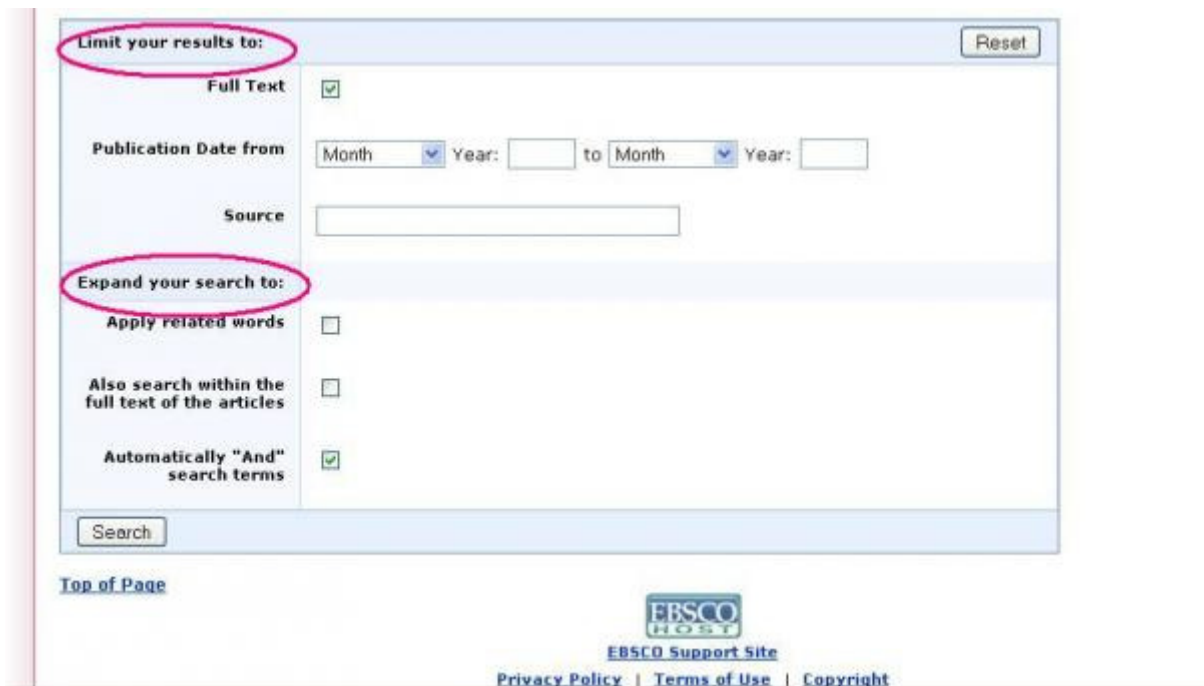 Limit your results to: Reset
Full Text
Publication Date from Month Year: to Month Year:
Source
Expand your search to:
Apply related words
Also search within the
full text of the articles
Automatically "And"
search terms
Search
Top of Page
EBSCO
HOST
EBSCO Support Site
Privacy Policy | Terms of Use | Copyright